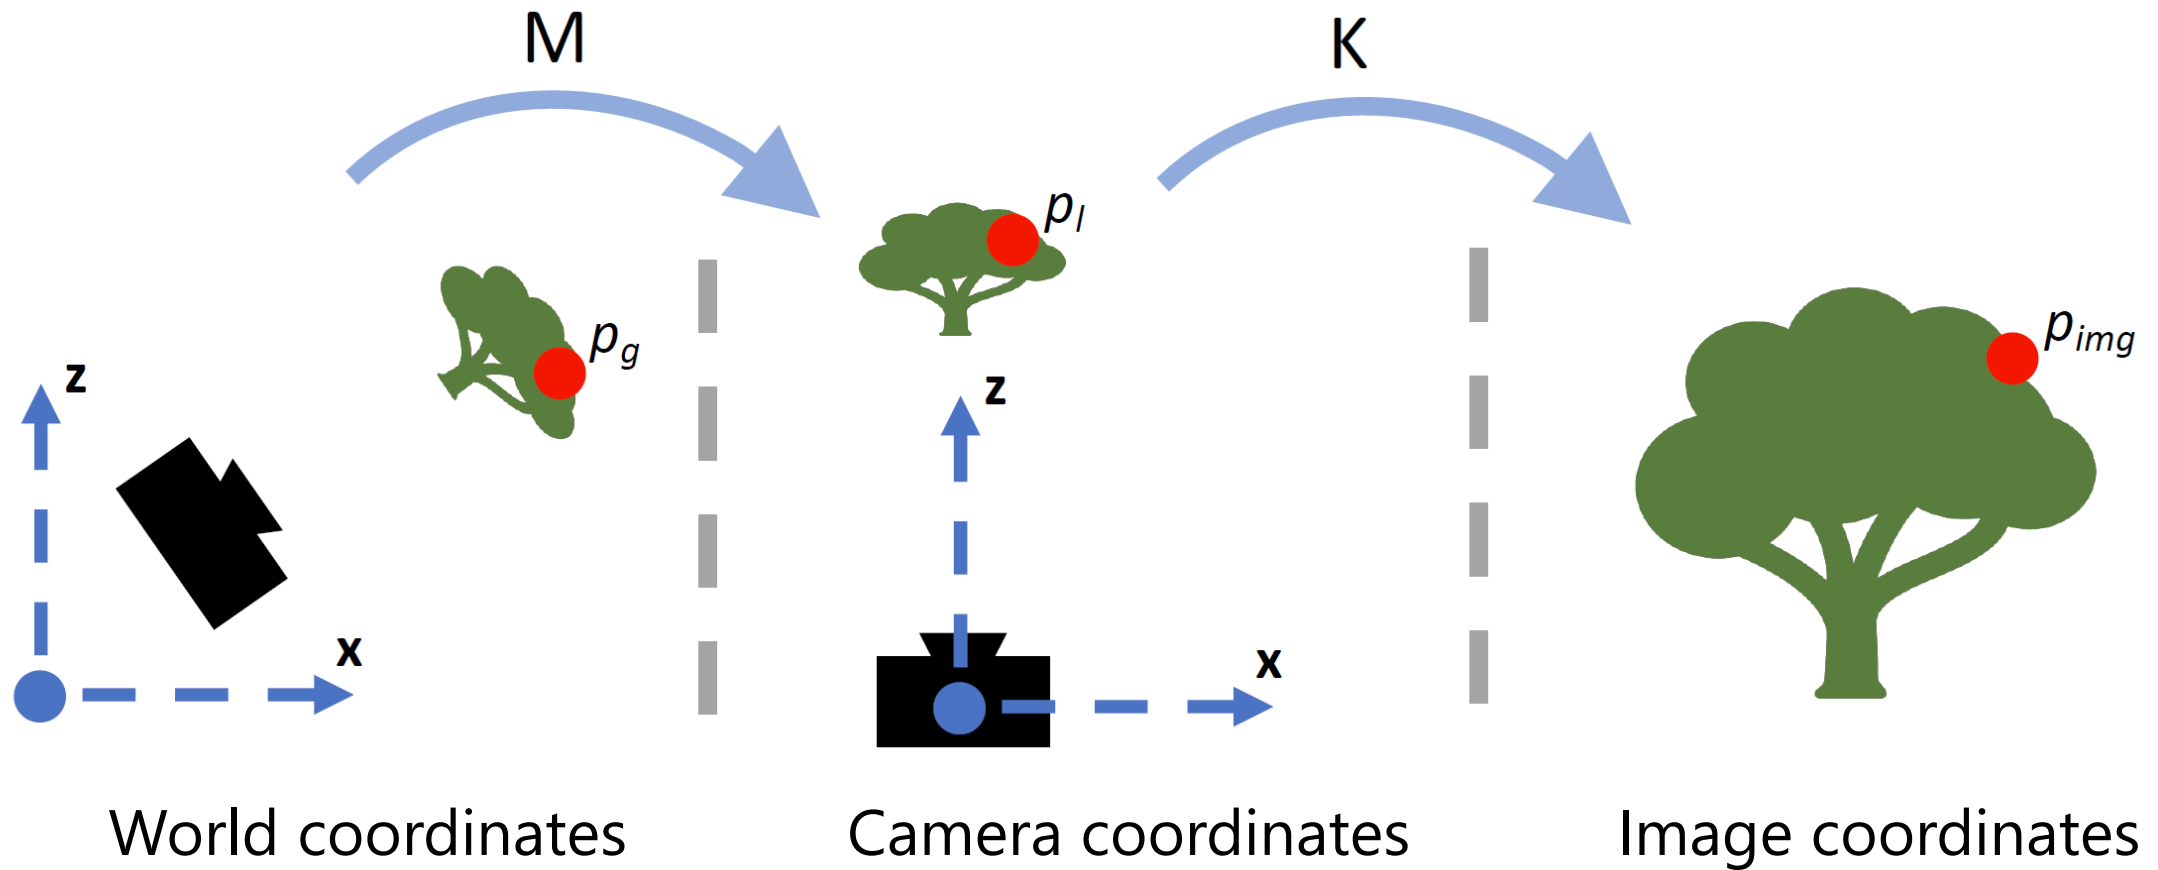 M
K
p_l
p_g
p_img
z
z
x
x
World coordinates
Camera coordinates
Image coordinates